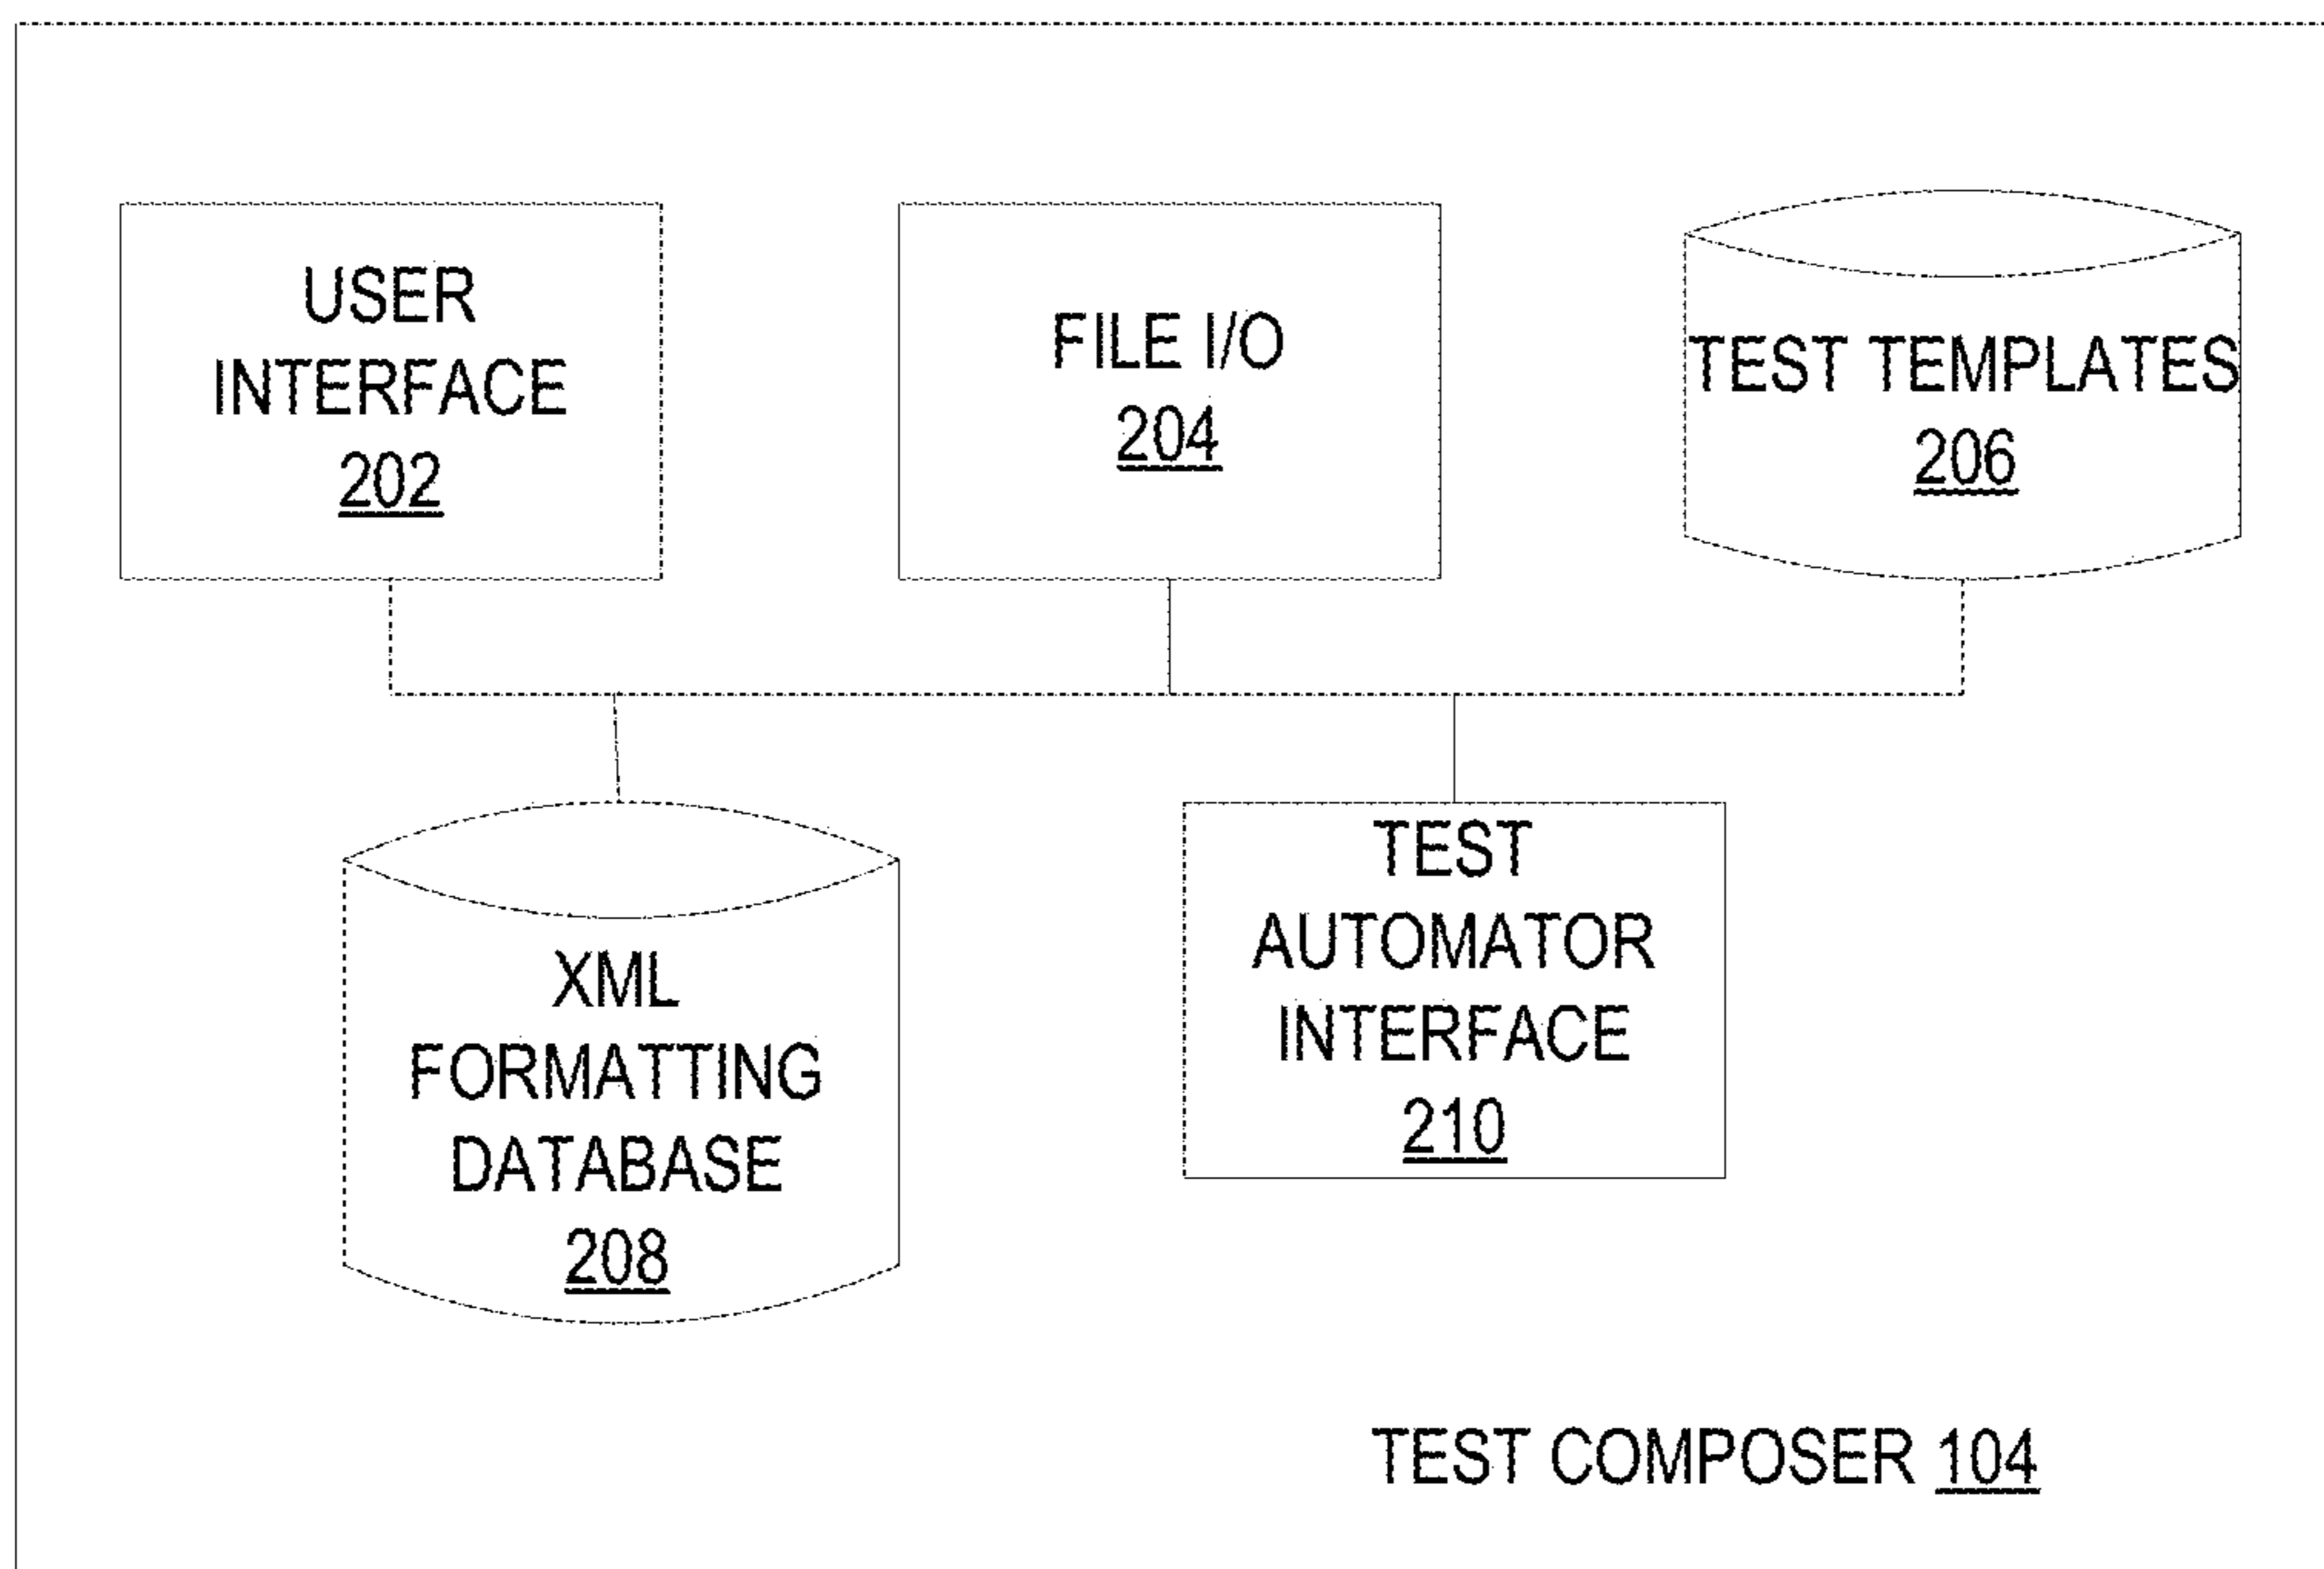 USER
INTERFACE
202
FILE I/O
204
TEST TEMPLATES
206
XML
FORMATTING
DATABASE
208
TEST
AUTOMATOR
INTERFACE
210
TEST COMPOSER 104